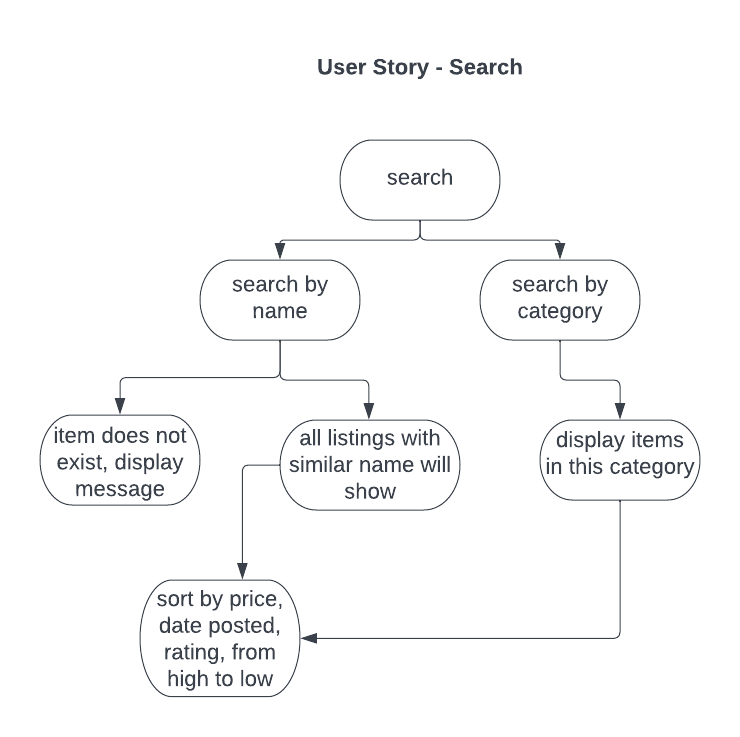 User Story - Search
search
search by
name
search by
category
item does not
exist, display
message
all listings with
similar name will
show
display items
in this category
sort by price,
date posted,
rating, from
high to low